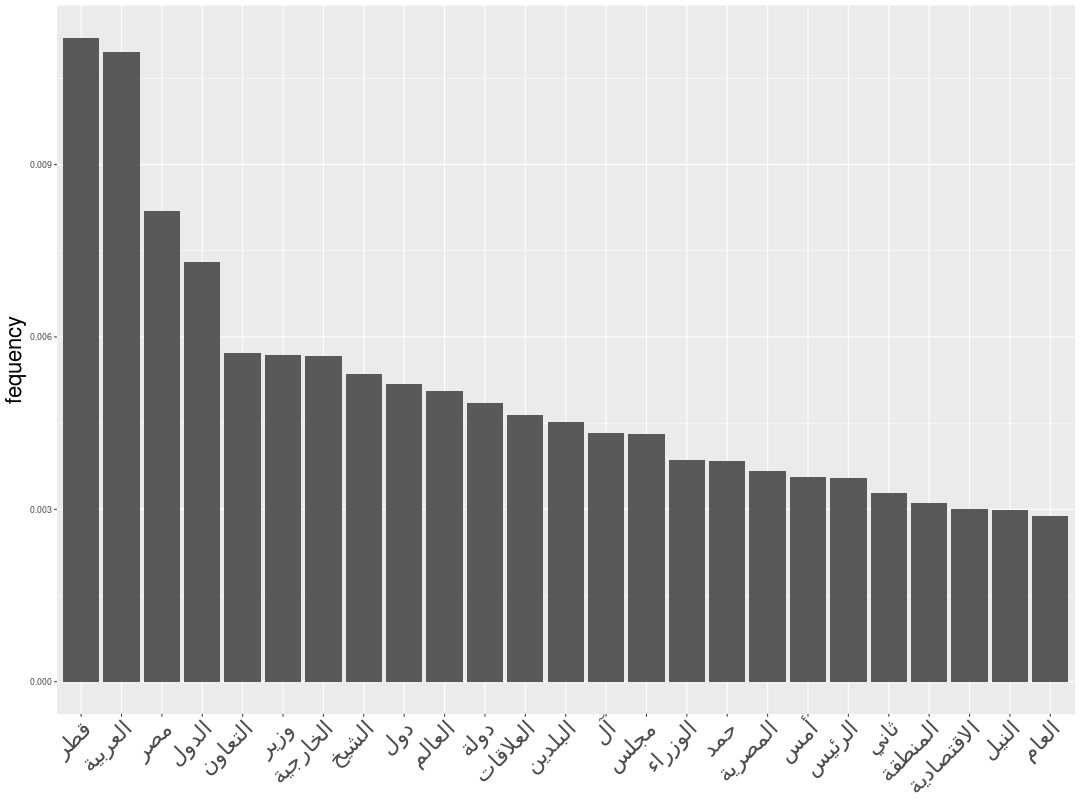 0.009
0.006
0.003
0.000
fequency
قطر
العربية
مصر
الدول
التعاون
وزير
الخارجية
الشيخ
دول
العالم
دولة
العلاقات
البلدين
آل
مجلس
الوزراء
حمد
المصرية
أمس
الرئيس
ثاني
المنطقة
الاقتصادية
النيل
العام